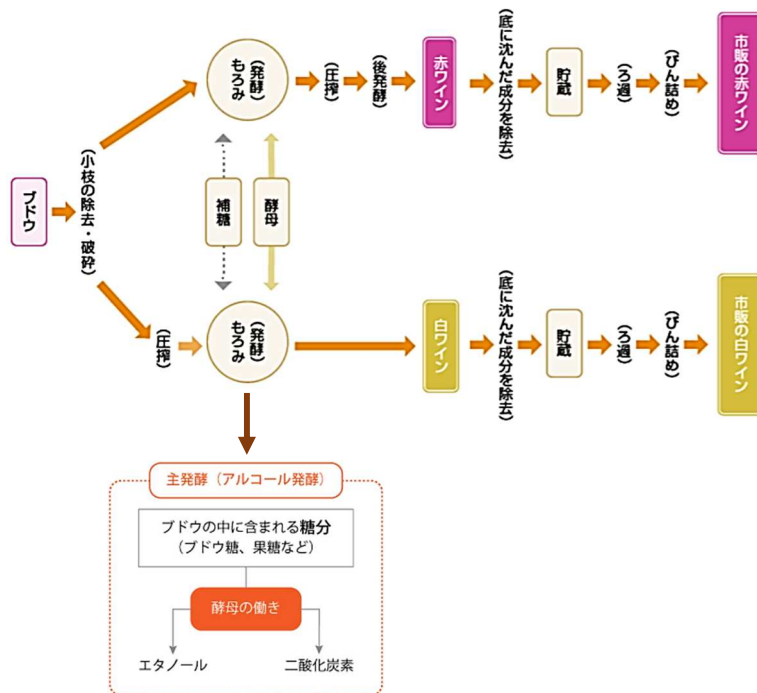 ブドウ
(小枝の除去・破砕)
(発酵)
もろみ
(圧搾)
(後発酵)
赤ワイン
(底に沈んだ成分を除去)
貯蔵
(ろ過)
(びん詰め)
市販の赤ワイン
補糖
酵母
(圧搾)
(発酵)
もろみ
白ワイン
(底に沈んだ成分を除去)
貯蔵
(ろ過)
(びん詰め)
市販の白ワイン
主発酵（アルコール発酵）
ブドウの中に含まれる糖分
（ブドウ糖、果糖など）
酵母の働き
エタノール
二酸化炭素